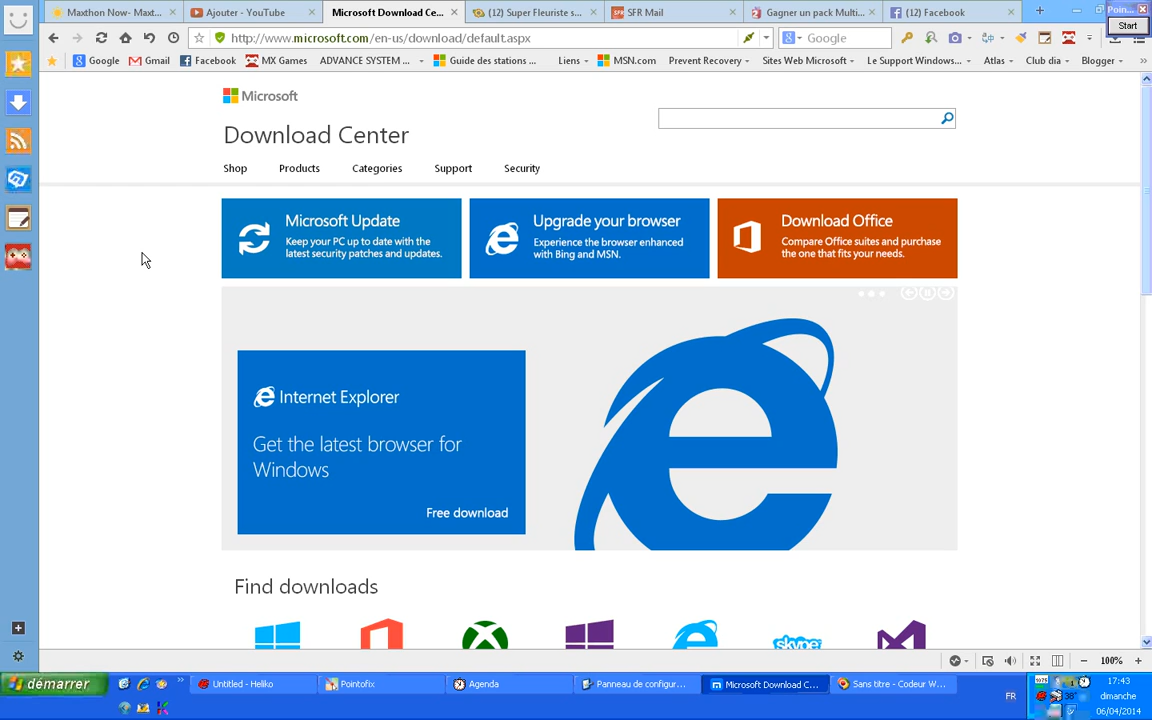 Maxthon Now- Maxt...
Ajouter - YouTube
Microsoft Download Ce...
(12) Super Fleuriste s...
SFR Mail
Gagner un pack Multi...
(12) Facebook
Poin...
Start
http://www.microsoft.com/en-us/download/default.aspx
Google
Google
Gmail
Facebook
MX Games
ADVANCE SYSTEM ...
Guide des stations ...
Liens
MSN.com
Prevent Recovery
Sites Web Microsoft
Le Support Windows...
Atlas
Club dia
Blogger
Microsoft
Download Center
Shop
Products
Categories
Support
Security
Microsoft Update
Keep your PC up to date with the
latest security patches and updates.
Upgrade your browser
Experience the browser enhanced
with Bing and MSN.
Download Office
Compare Office suites and purchase
the one that fits your needs.
Internet Explorer
Get the latest browser for
Windows
Free download
Find downloads
skype
100%
démarrer
Untitled - Heliko
Pointofix
Agenda
Panneau de configur...
Microsoft Download C...
Sans titre - Codeur W...
FR
17:43
38°
dimanche
06/04/2014